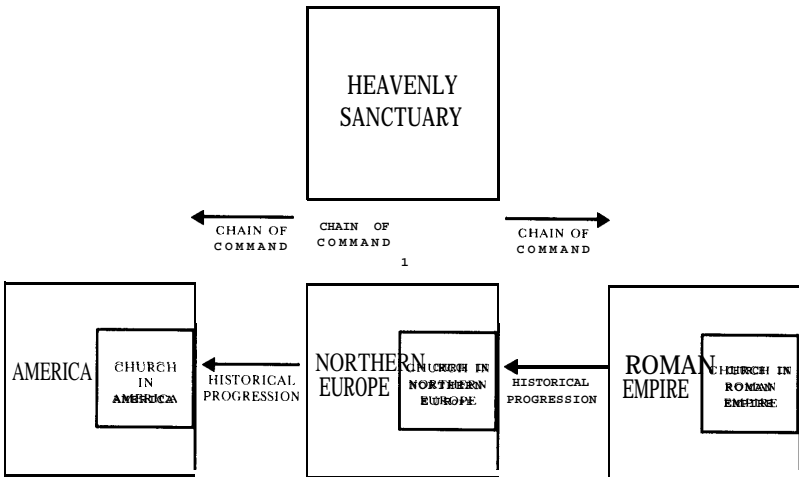 HEAVENLY
SANCTUARY
CHAIN OF
COMMAND
CHAIN OF
COMMAND
1
CHAIN OF
COMMAND
AMERICA
CHURCH
IN
AMERICA
HISTORICAL
PROGRESSION
NORTHERN
EUROPE
CHURCH IN
NORTHERN
EUROPE
HISTORICAL
PROGRESSION
ROMAN
EMPIRE
CHURCH IN
ROMAN
EMPIRE